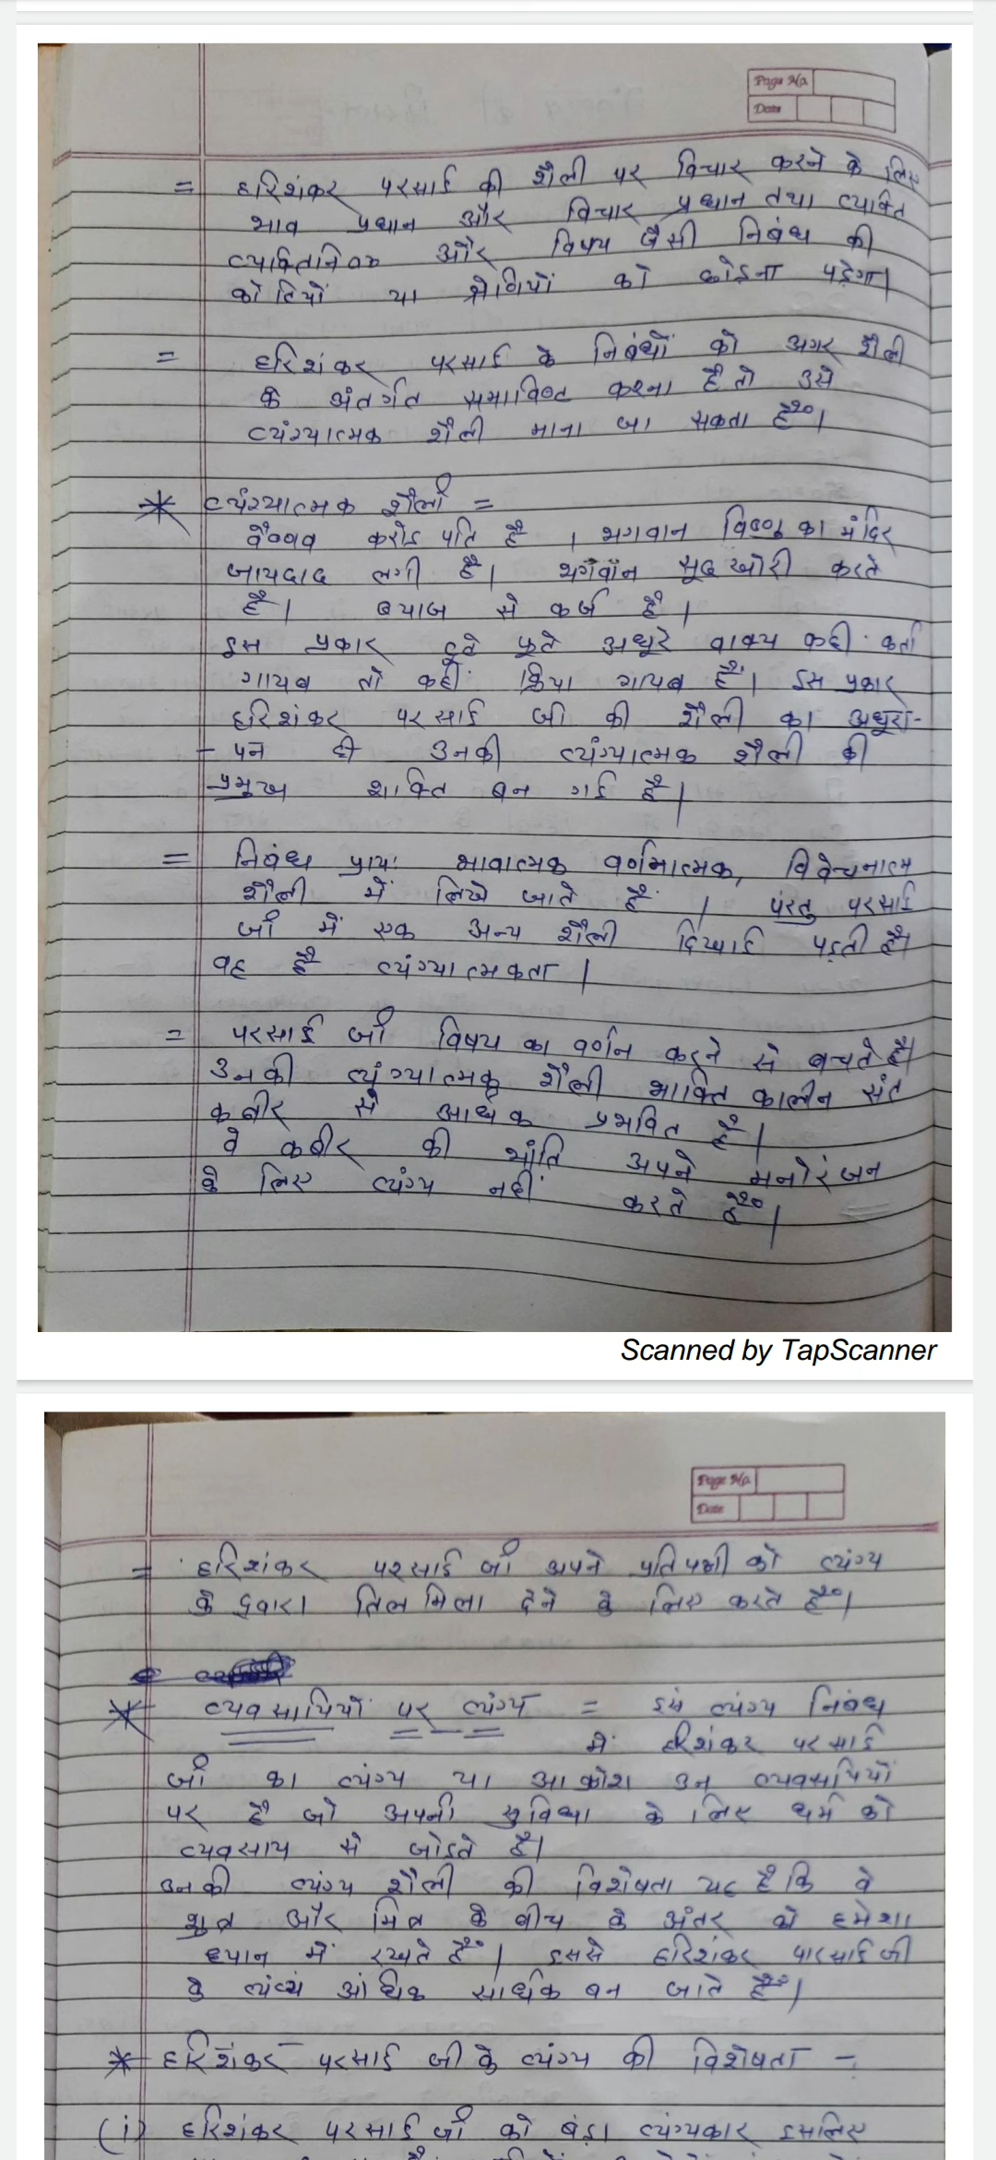 Page No.
Date
= हरिशंकर परसाई की शैली पर विचार करने के लिए
भाव प्रधान और विचार प्रधान तथा व्यक्ति
व्यक्तिनिष्ठ और विषय जैसी निबंध की
कोटियों या श्रेणियों को छोड़ना पड़ेगा।
= हरिशंकर परसाई के निबंधों को अगर शैली
के अंतर्गत समाविष्ट करना है तो उसे
व्यंग्यात्मक शैली माना जा सकता है।
* व्यंग्यात्मक शैली =
वैष्णव करोड़ पति है । भगवान विष्णु का मंदिर
जायदाद लगी है। भगवान सूद खोरी करते
है। ब्याज से कर्ज है।
इस प्रकार टूते फूते अधूरे वाक्य कही कर्ता
गायब तो कहीं क्रिया गायब है। इस प्रकार
हरिशंकर परसाई जी की शैली का अधूरा-
- पन ही उनकी व्यंग्यात्मक शैली की
प्रमुख शक्ति बन गई है।
= निबंध प्रायः भावात्मक वर्णनात्मक, विवेचनात्म
शैली में लिखे जाते हैं । परंतु परसाई
जी में एक अन्य शैली दिखाई पड़ती है।
वह है व्यंग्यात्मकता ।
= परसाई जी विषय का वर्णन करने से बचते है।
उनकी व्यंग्यात्मक शैली भाक्ति कालीन संत
कबीर से अधिक प्रभवित है।
वे कबीर की भांति अपने मनोरंजन
के लिए व्यंग्य नहीं करते है।
Scanned by TapScanner
Page No.
Date
= हरिशंकर परसाई जी अपने प्रतिपक्षी को व्यंग्य
के द्वारा तिल मिला देने के लिए करते है।
* व्यवसायियों पर व्यंग्य = इस व्यंग्य निबंध
में हरिशंकर परसाई
जी का व्यंग्य या आक्रोश उन व्यवसायियों
पर है जो अपनी सुविधा के लिए धर्म को
व्यवसाय से जोडते है।
उनकी व्यंग्य शैली की विशेषता यह है कि वे
शुत्र और मित्र के बीच के अंतर को हमेशा
ध्यान में रखते है। इससे हरिशंकर पारसाई जी
के व्यंग्य अधिक सार्थक बन जाते है।
* हरिशंकर परसाई जी के व्यंग्य की विशेषता -
(i) हरिशंकर परसाई जी को बड़ा व्यंग्यकार इसलिए